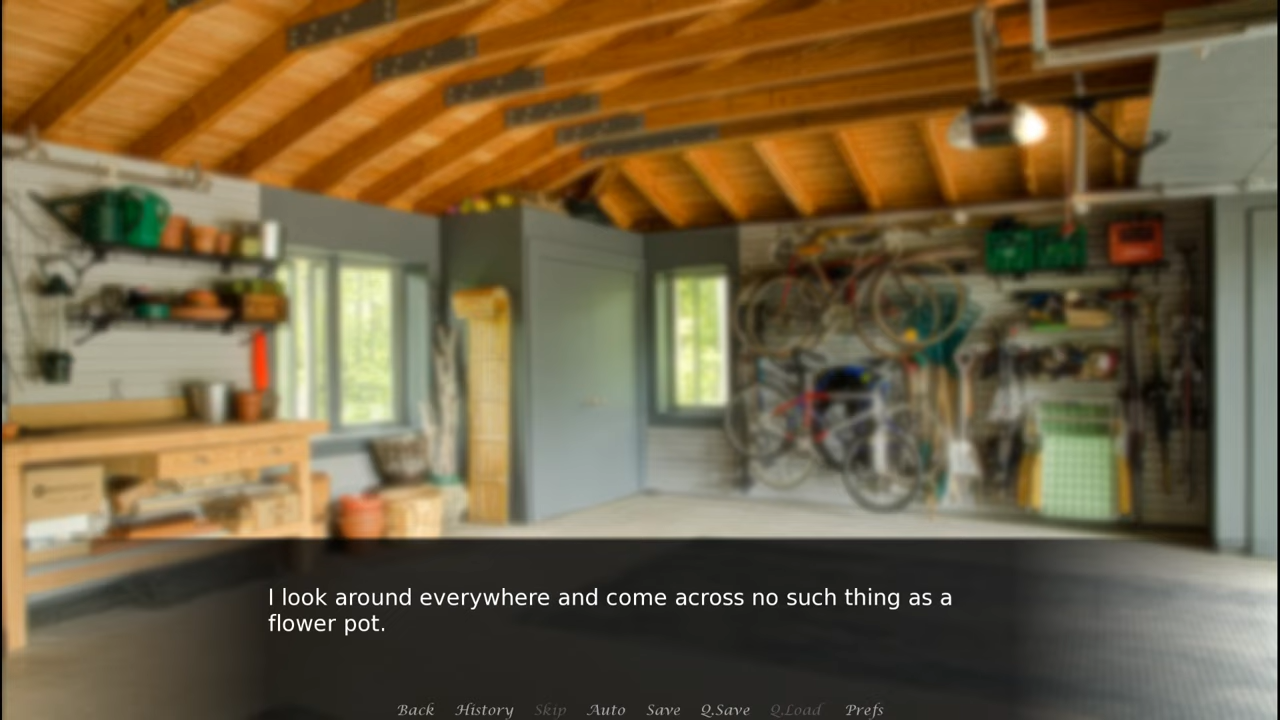 I look around everywhere and come across no such thing as a
flower pot.
Back History Skip Auto Save Q.Save Q.Load Prefs